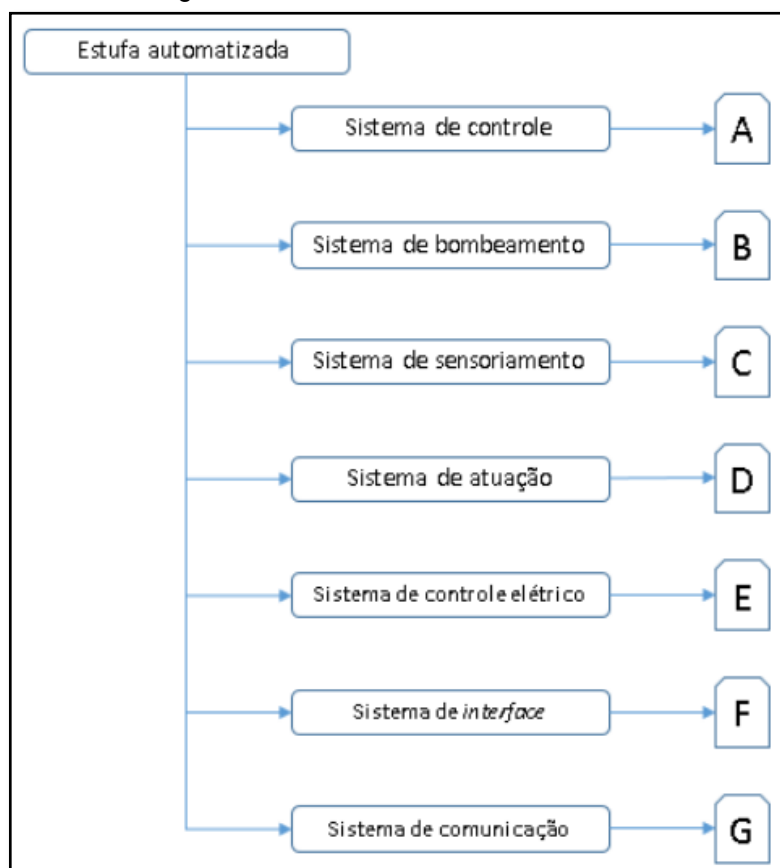 Estufa automatizada
Sistema de controle
A
Sistema de bombeamento
B
Sistema de sensoriamento
C
Sistema de atuação
D
Sistema de controle elétrico
E
Sistema de interface
F
Sistema de comunicação
G